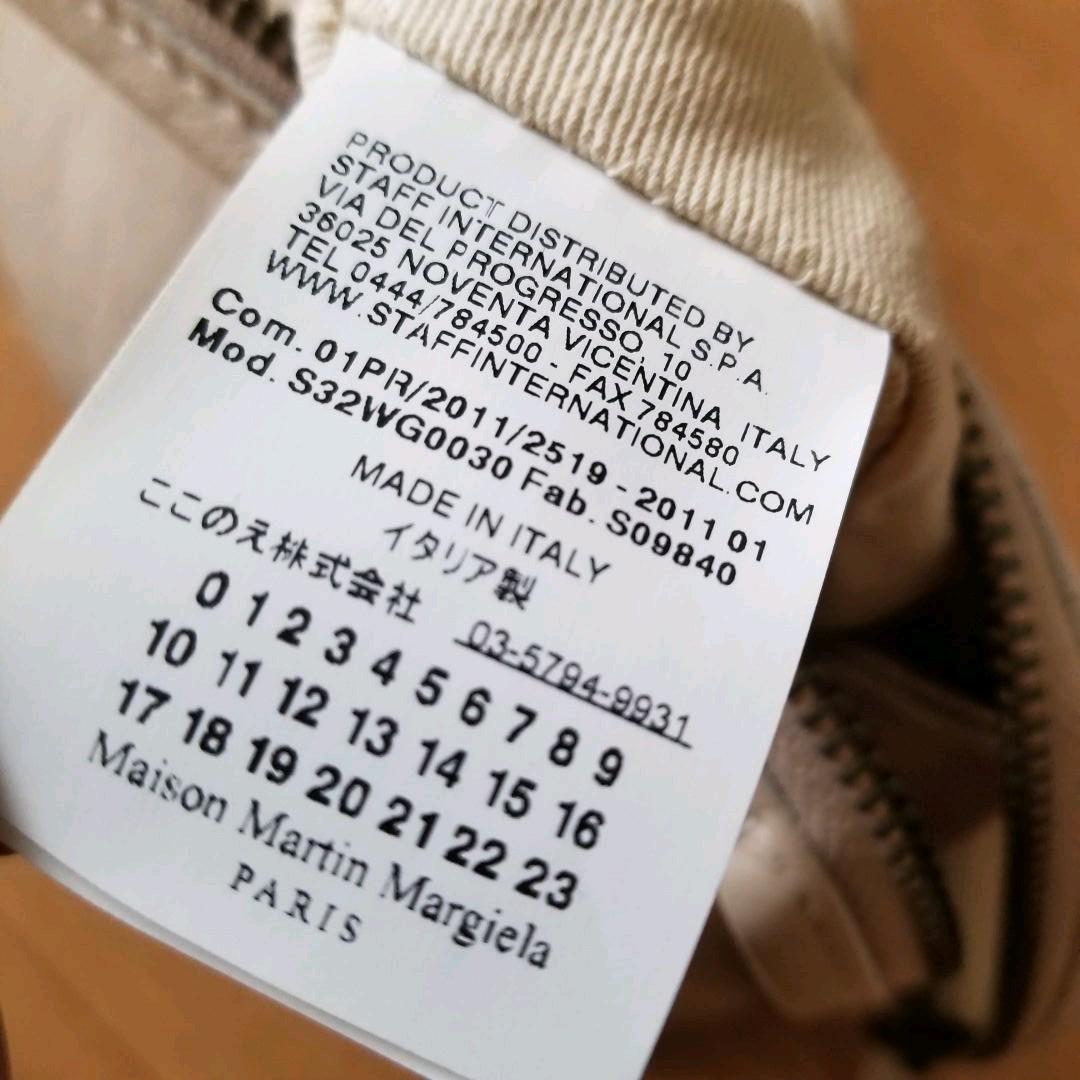 PRODUCT DISTRIBUTED BY
STAFF INTERNATIONAL S.P.A.
VIA DEL PROGRESSO, 10
36025 NOVENTA VICENTINA, ITALY
TEL 0444/784500 - FAX 784580
WWW.STAFFINTERNATIONAL.COM
Com. 01PR/2011/2519 - 2011 01
Mod. S32WG0030 Fab. S09840
MADE IN ITALY
イタリア製
ここのえ株式会社 03-5794-9931
0 1 2 3 4 5 6 7 8 9
10 11 12 13 14 15 16
17 18 19 20 21 22 23
Maison Martin Margiela
PARIS